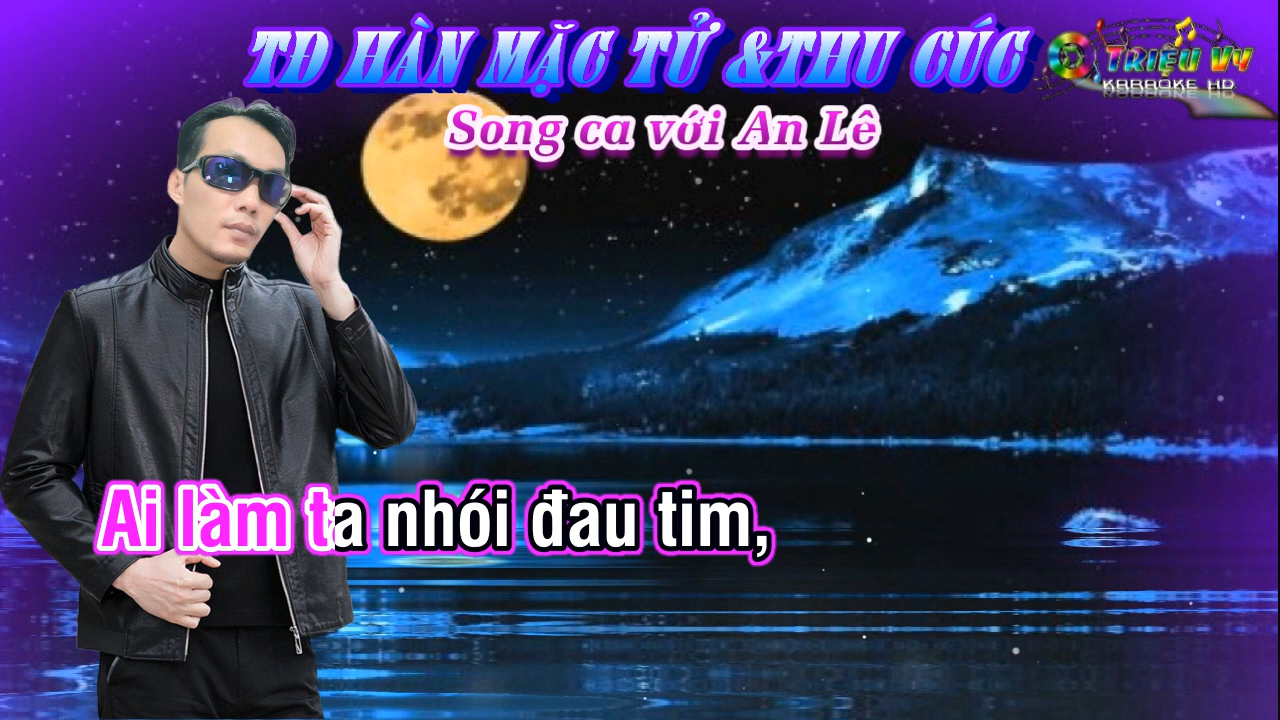 TĐ HÀN MẶC TỬ &THU CÚC
TRIỆU VY
KARAOKE HD
Song ca với An Lê
Ai làm ta nhói đau tim,